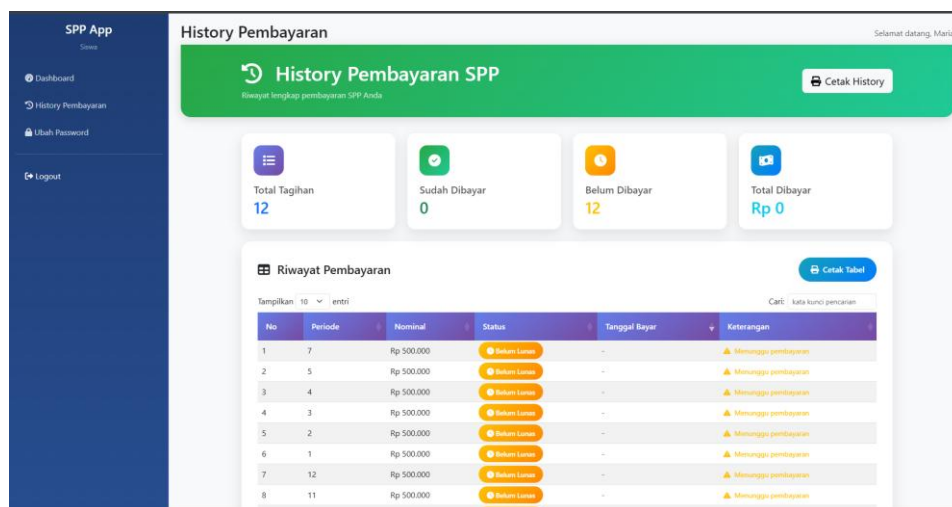 SPP App
Siswa
Dashboard
History Pembayaran
Ubah Password
Logout
History Pembayaran
Selamat datang, Maria
History Pembayaran SPP
Riwayat lengkap pembayaran SPP Anda
Cetak History
Total Tagihan
12
Sudah Dibayar
0
Belum Dibayar
12
Total Dibayar
Rp 0
Riwayat Pembayaran
Cetak Tabel
Tampilkan 10 entri
Cari: kata kunci pencarian
No Periode Nominal Status Tanggal Bayar Keterangan
1 7 Rp 500.000 Belum Lunas - Menunggu pembayaran
2 5 Rp 500.000 Belum Lunas - Menunggu pembayaran
3 4 Rp 500.000 Belum Lunas - Menunggu pembayaran
4 3 Rp 500.000 Belum Lunas - Menunggu pembayaran
5 2 Rp 500.000 Belum Lunas - Menunggu pembayaran
6 1 Rp 500.000 Belum Lunas - Menunggu pembayaran
7 12 Rp 500.000 Belum Lunas - Menunggu pembayaran
8 11 Rp 500.000 Belum Lunas - Menunggu pembayaran